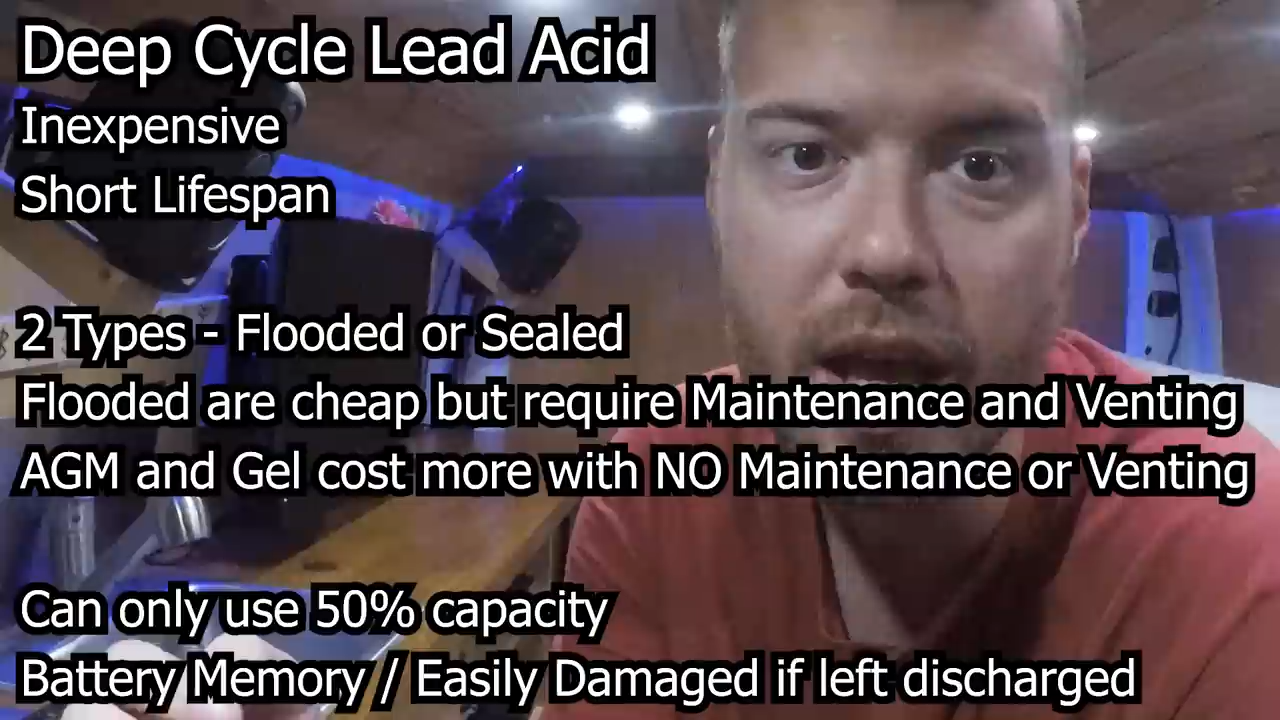 Deep Cycle Lead Acid
Inexpensive
Short Lifespan
2 Types - Flooded or Sealed
Flooded are cheap but require Maintenance and Venting
AGM and Gel cost more with NO Maintenance or Venting
Can only use 50% capacity
Battery Memory / Easily Damaged if left discharged